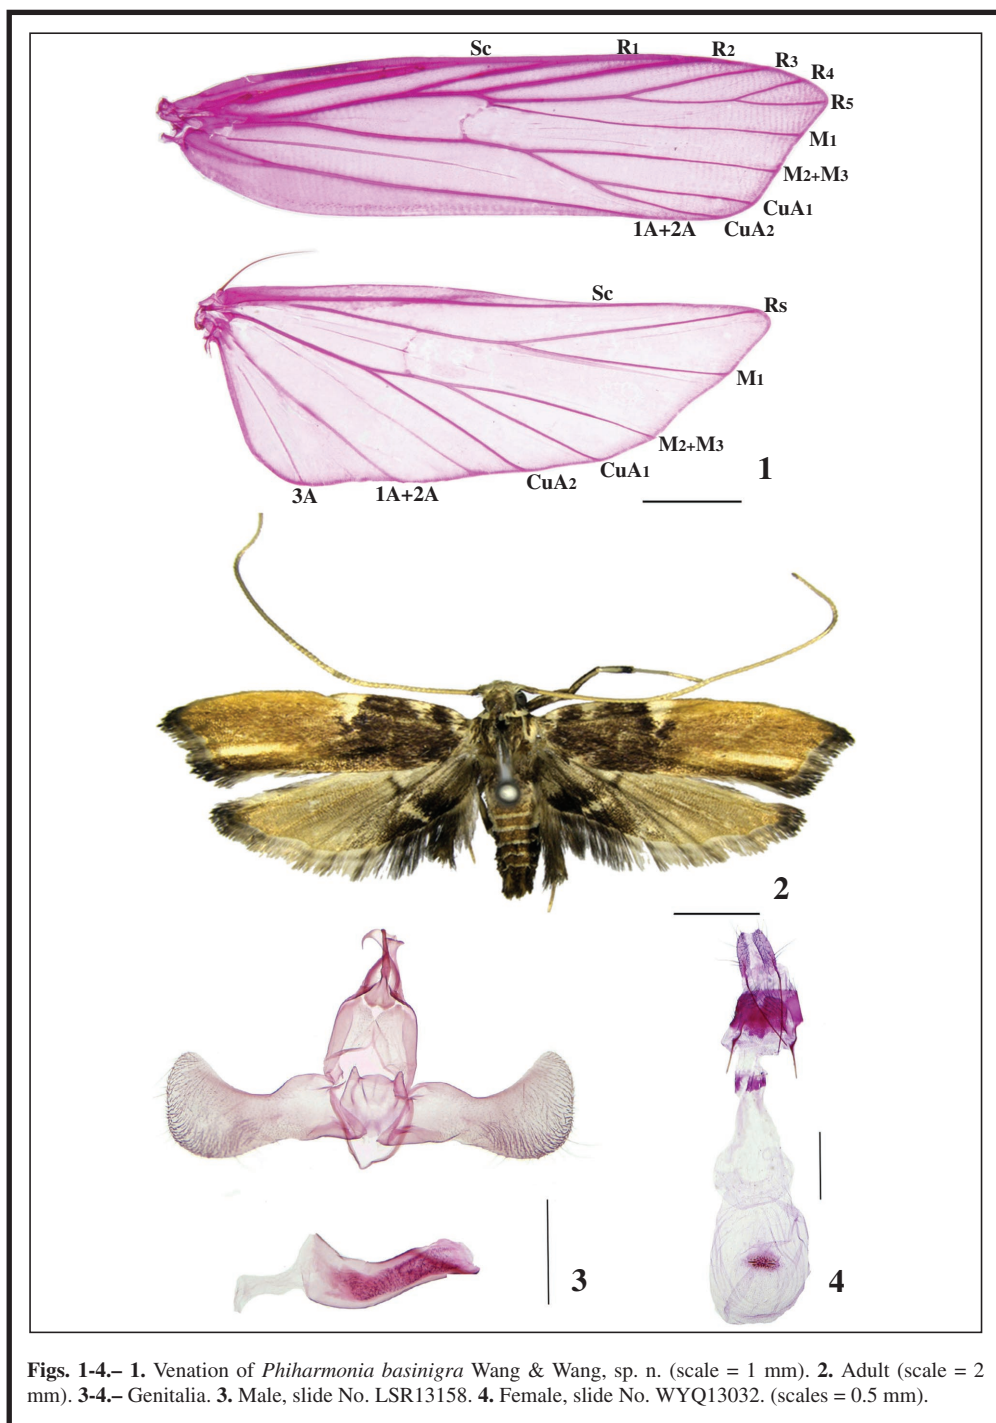 Sc
R1
R2
R3
R4
R5
M1
M2+M3
CuA1
CuA2
1A+2A
Sc
Rs
M1
M2+M3
CuA1
CuA2
1A+2A
3A
1
2
3
4
Figs. 1-4.– 1. Venation of Phiharmonia basinigra Wang & Wang, sp. n. (scale = 1 mm). 2. Adult (scale = 2
mm). 3-4.– Genitalia. 3. Male, slide No. LSR13158. 4. Female, slide No. WYQ13032. (scales = 0.5 mm).